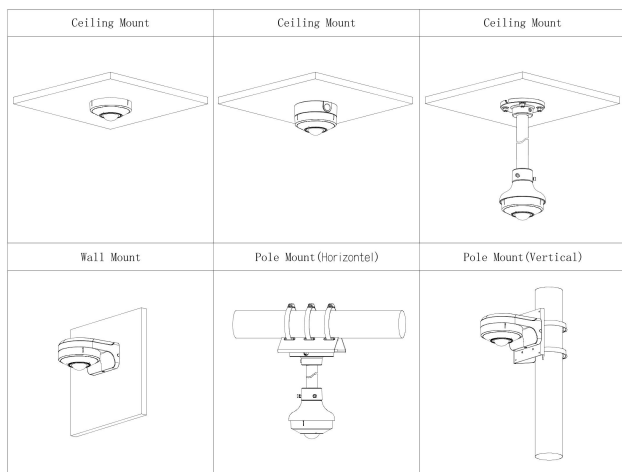 Ceiling Mount
Ceiling Mount
Ceiling Mount
Wall Mount
Pole Mount(Horizontel)
Pole Mount(Vertical)